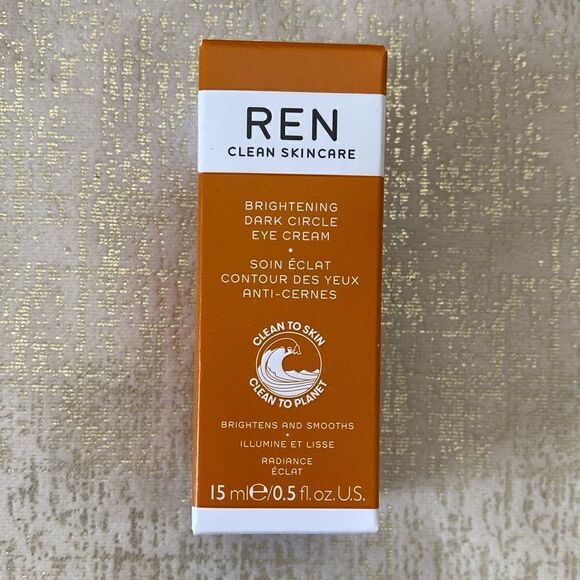 REN
CLEAN SKINCARE
BRIGHTENING
DARK CIRCLE
EYE CREAM
•
SOIN ÉCLAT
CONTOUR DES YEUX
ANTI-CERNES
CLEAN TO SKIN
CLEAN TO PLANET
BRIGHTENS AND SMOOTHS
•
ILLUMINE ET LISSE
RADIANCE
ÉCLAT
15 ml℮/0.5 fl.oz.U.S.